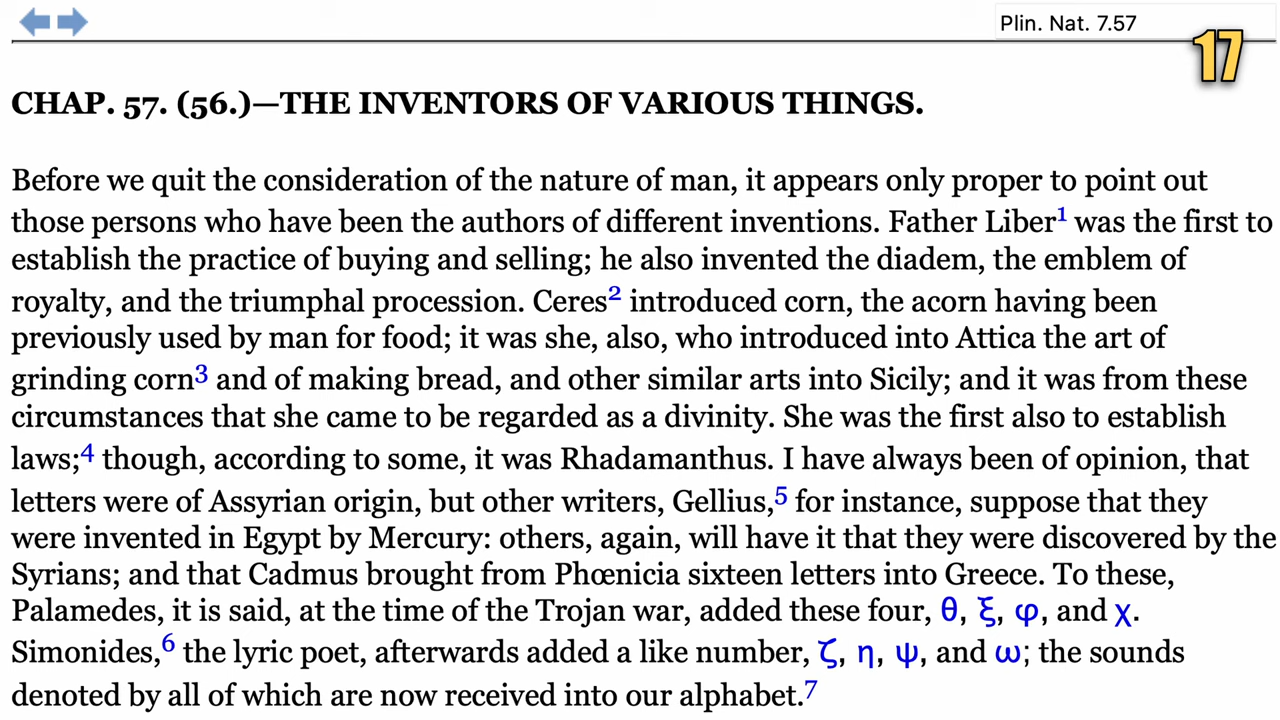 Plin. Nat. 7.57
17
CHAP. 57. (56.)—THE INVENTORS OF VARIOUS THINGS.
Before we quit the consideration of the nature of man, it appears only proper to point out
those persons who have been the authors of different inventions. Father Liber1 was the first to
establish the practice of buying and selling; he also invented the diadem, the emblem of
royalty, and the triumphal procession. Ceres2 introduced corn, the acorn having been
previously used by man for food; it was she, also, who introduced into Attica the art of
grinding corn3 and of making bread, and other similar arts into Sicily; and it was from these
circumstances that she came to be regarded as a divinity. She was the first also to establish
laws;4 though, according to some, it was Rhadamanthus. I have always been of opinion, that
letters were of Assyrian origin, but other writers, Gellius,5 for instance, suppose that they
were invented in Egypt by Mercury: others, again, will have it that they were discovered by the
Syrians; and that Cadmus brought from Phœnicia sixteen letters into Greece. To these,
Palamedes, it is said, at the time of the Trojan war, added these four, θ, ξ, φ, and χ.
Simonides,6 the lyric poet, afterwards added a like number, ζ, η, ψ, and ω; the sounds
denoted by all of which are now received into our alphabet.7